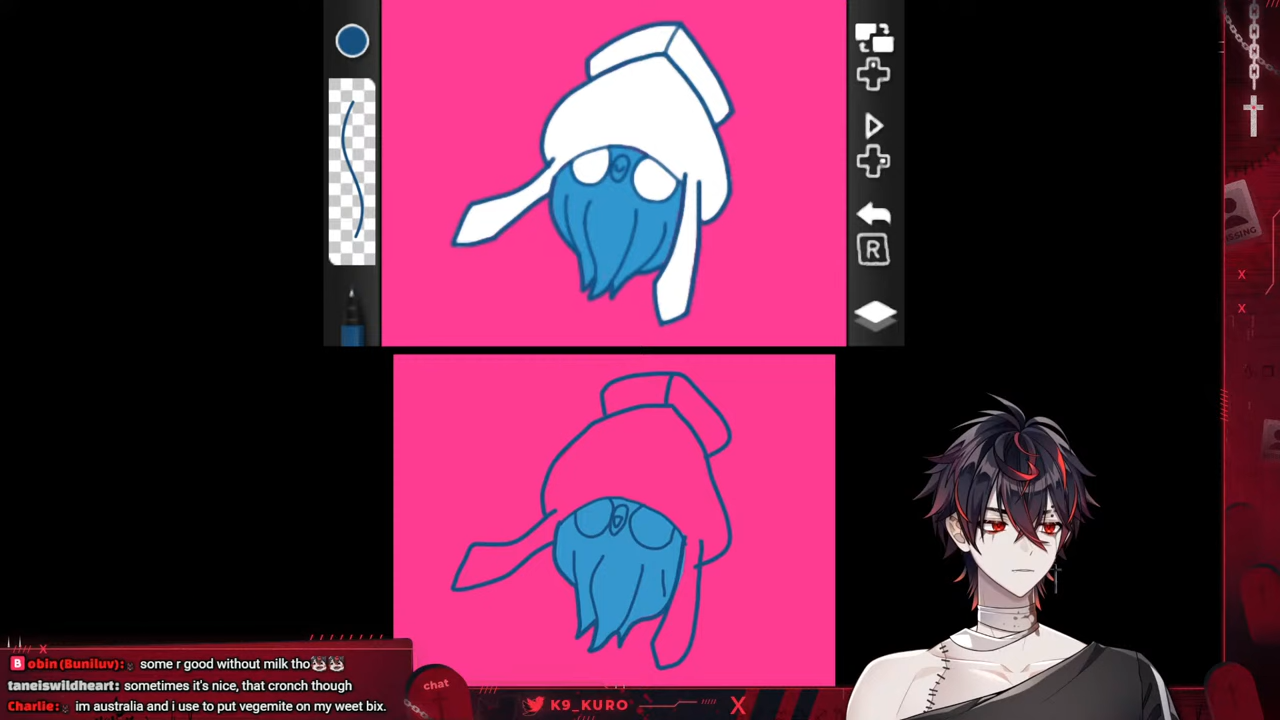 R
SSING
X
X
X
B obin (Buniluv): some r good without milk tho
taneiswildheart: sometimes it's nice, that cronch though
Charlie: im australia and i use to put vegemite on my weet bix.
chat
K9_KURO
X